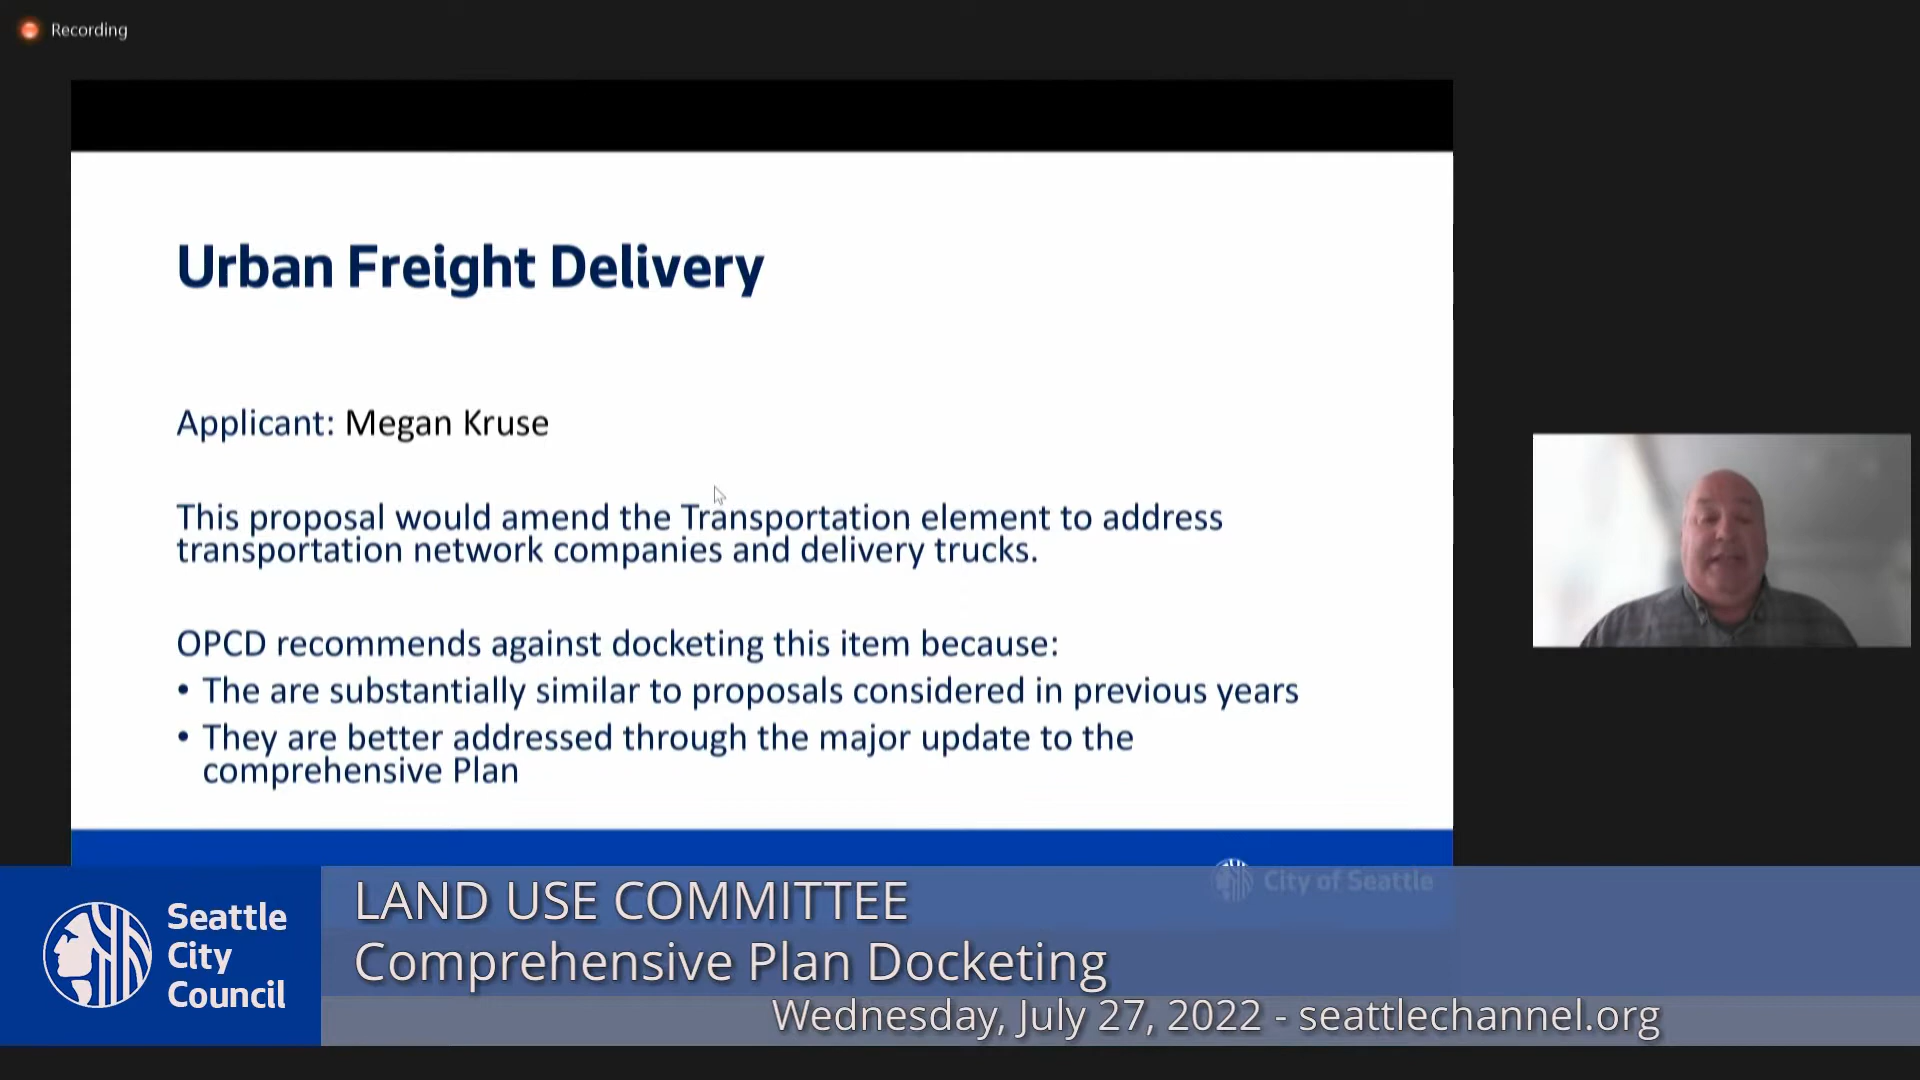 Recording
Urban Freight Delivery
Applicant: Megan Kruse
This proposal would amend the Transportation element to address
transportation network companies and delivery trucks.
OPCD recommends against docketing this item because:
• The are substantially similar to proposals considered in previous years
• They are better addressed through the major update to the
comprehensive Plan
City of Seattle
Seattle
City
Council
LAND USE COMMITTEE
Comprehensive Plan Docketing
Wednesday, July 27, 2022 - seattlechannel.org